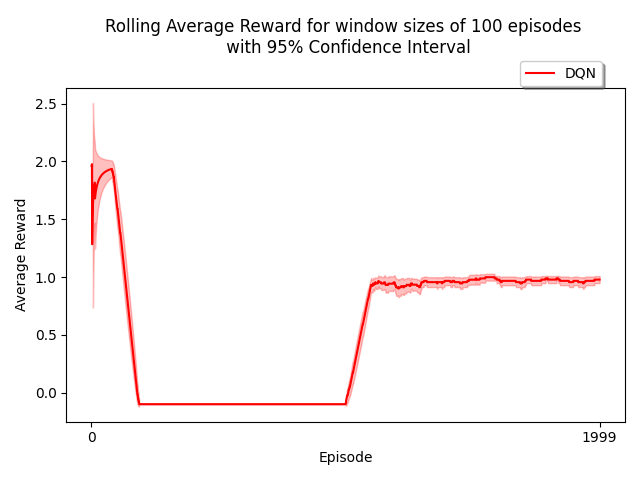 Rolling Average Reward for window sizes of 100 episodes
with 95% Confidence Interval
DQN
2.5
2.0
1.5
1.0
0.5
0.0
Average Reward
0
1999
Episode